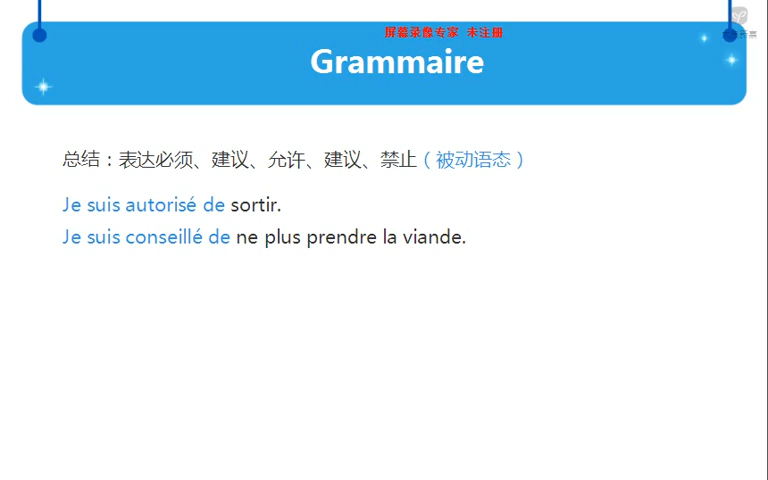 屏幕录像专家 未注册
Grammaire
总结：表达必须、建议、允许、建议、禁止（被动语态）
Je suis autorisé de sortir.
Je suis conseillé de ne plus prendre la viande.